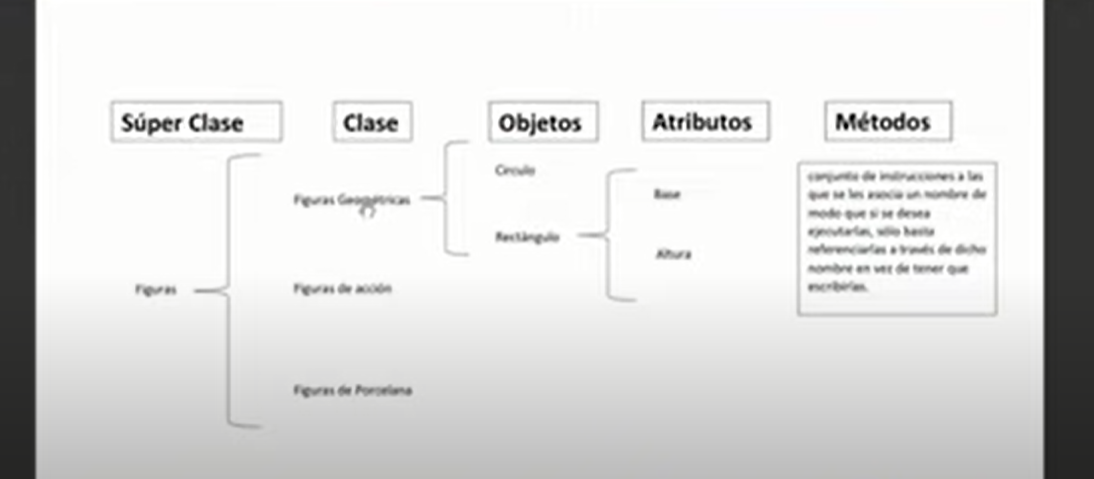 Súper Clase
Clase
Objetos
Atributos
Métodos
Figuras
Figuras Geométricas
Figuras de acción
Figuras de Porcelana
Circulo
Rectángulo
Base
Altura
conjunto de instrucciones a las
que se les asocia un nombre de
modo que si se desea
ejecutarlas, sólo basta
referenciarlas a través de dicho
nombre en vez de tener que
escribirlas.